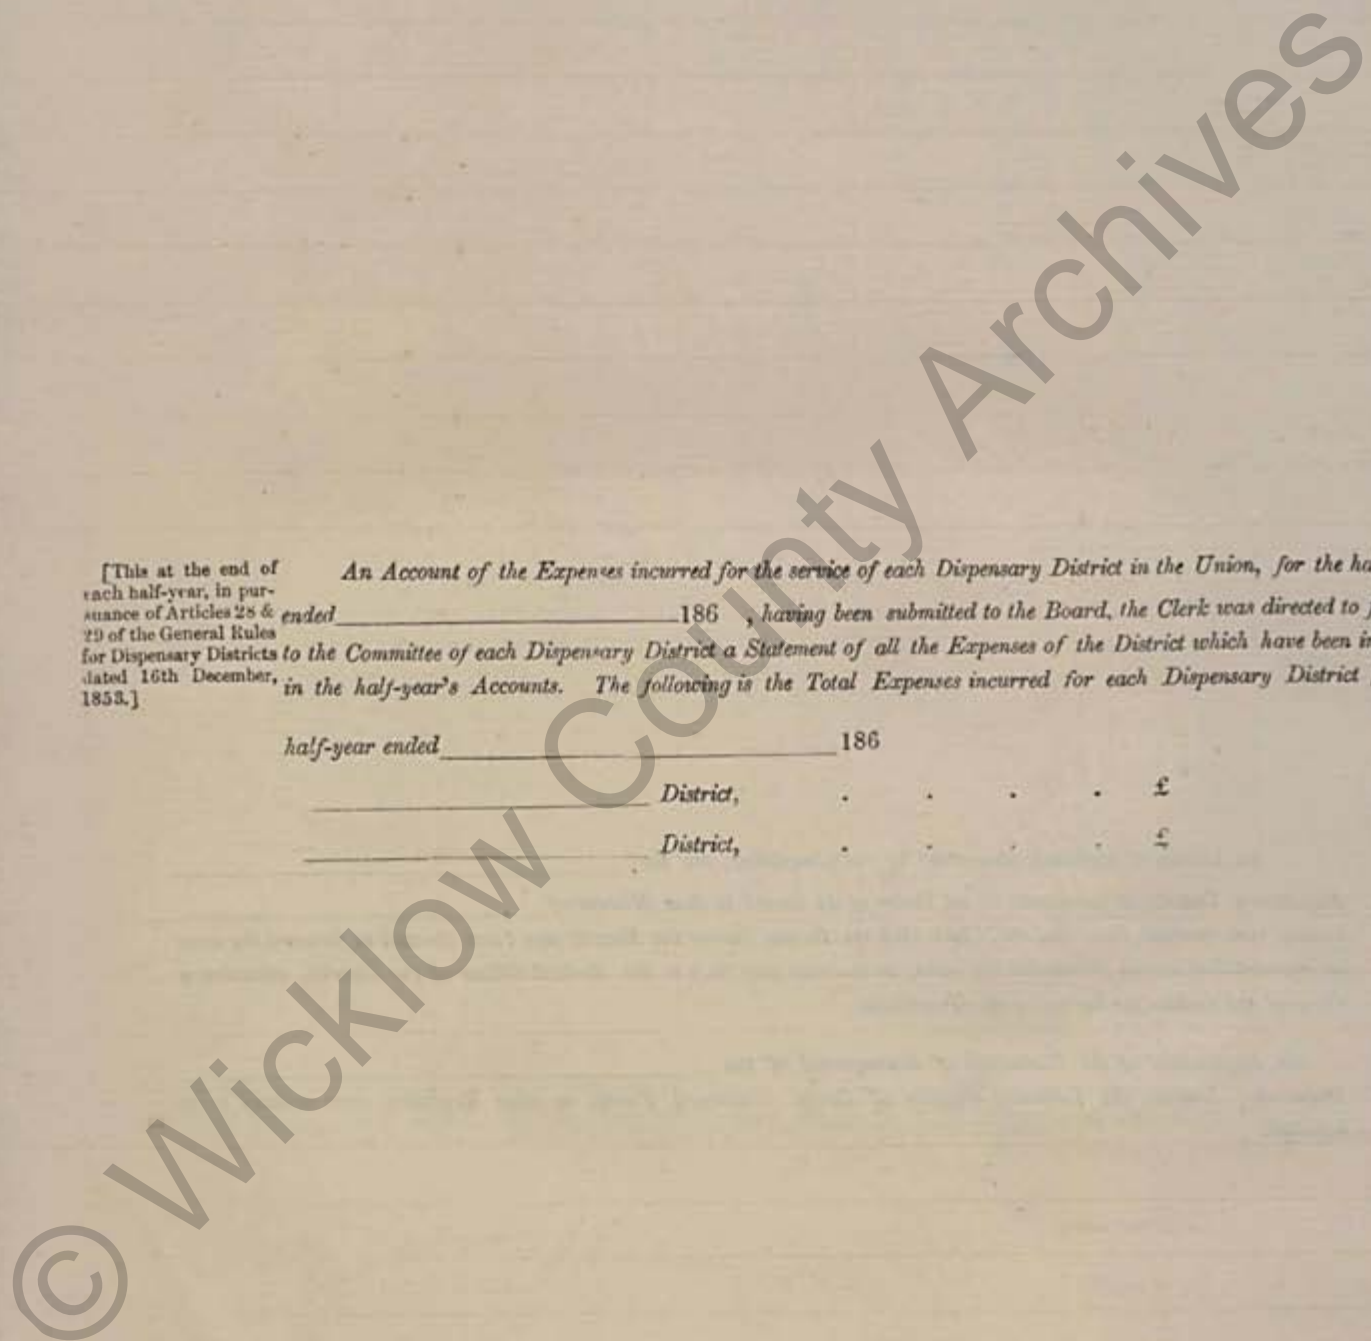 [This at the end of
each half-year, in pur-
suance of Articles 28 &
29 of the General Rules
for Dispensary Districts
dated 16th December,
1853.]
An Account of the Expenses incurred for the service of each Dispensary District in the Union, for the ha
ended 186 , having been submitted to the Board, the Clerk was directed to
to the Committee of each Dispensary District a Statement of all the Expenses of the District which have been in
in the half-year's Accounts. The following is the Total Expenses incurred for each Dispensary District
half-year ended 186
District, . . . . £
District, . . . . £
© Wicklow County Archives